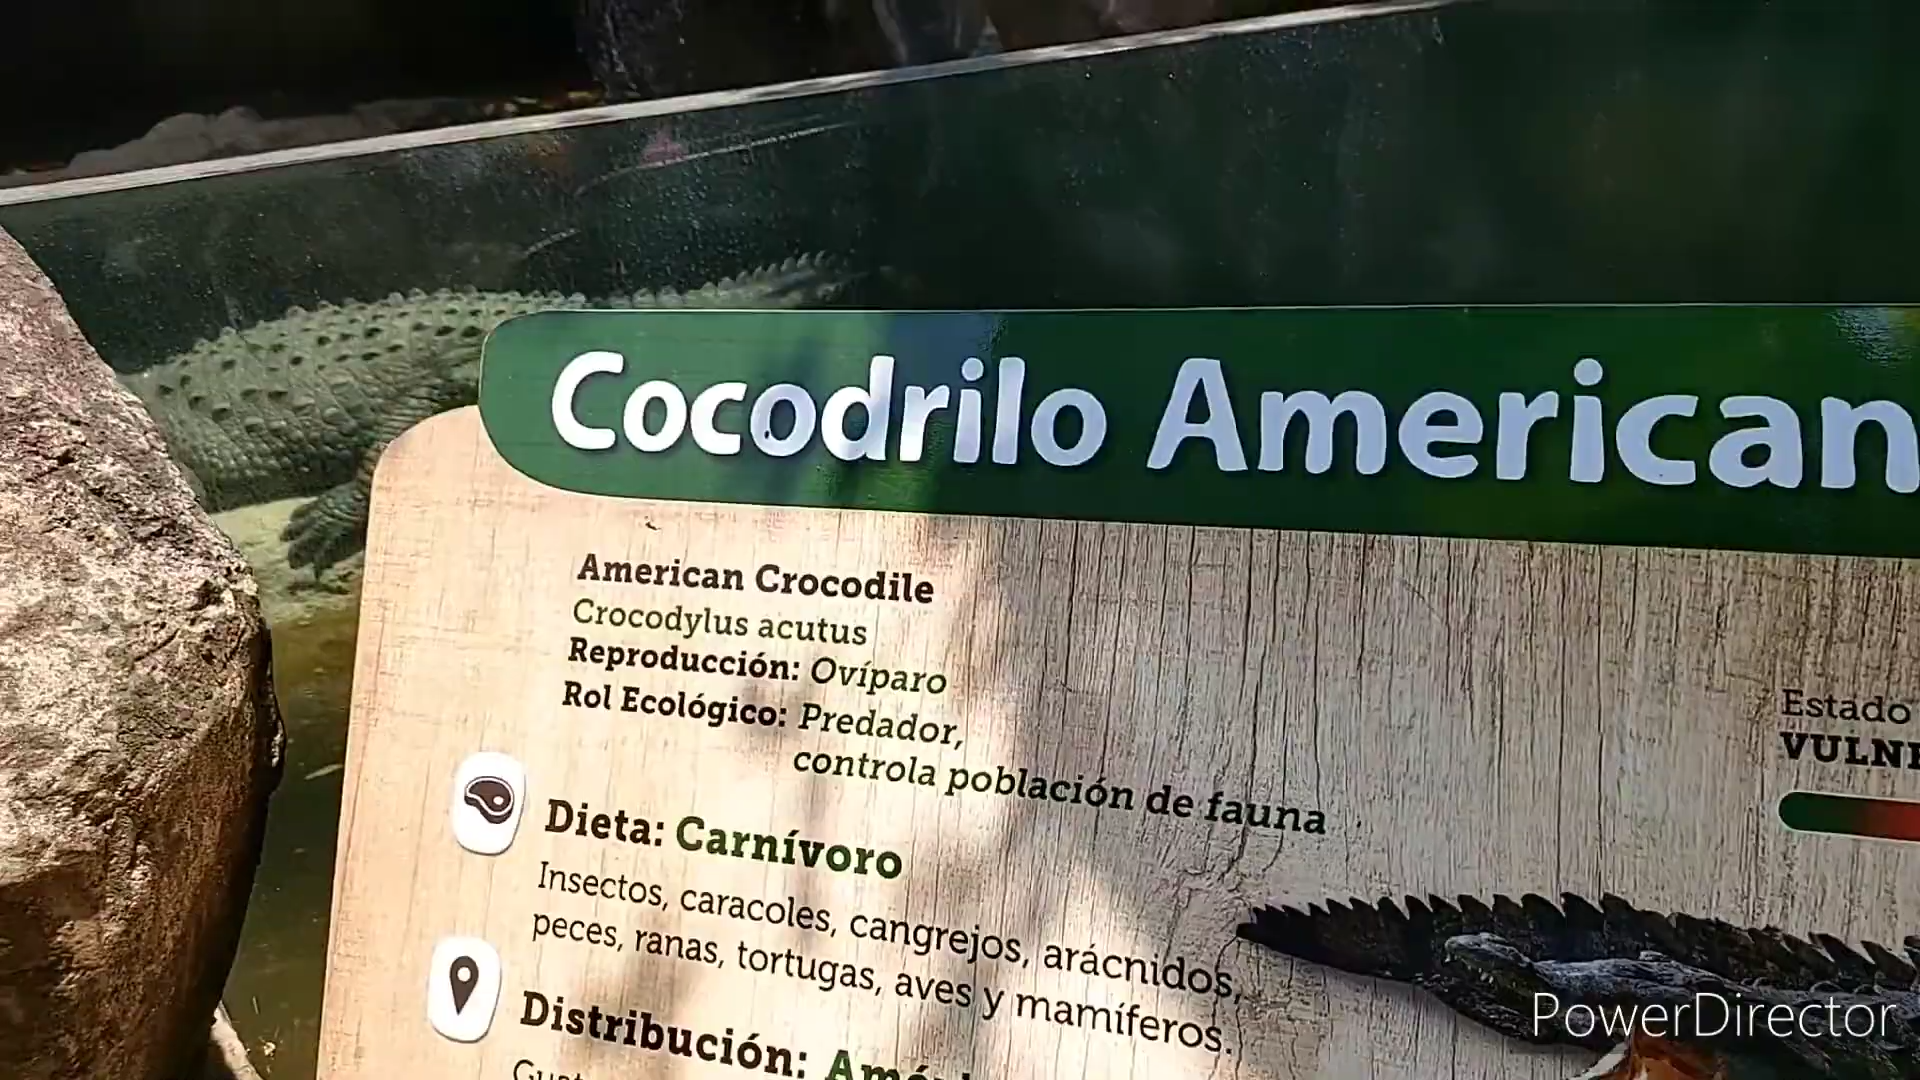 Cocodrilo American
American Crocodile
Crocodylus acutus
Reproducción: Ovíparo
Rol Ecológico: Predador,
controla población de fauna
Estado
Dieta: Carnívoro
Insectos, caracoles, cangrejos, arácnidos,
peces, ranas, tortugas, aves y mamíferos.
Distribución:
PowerDirector